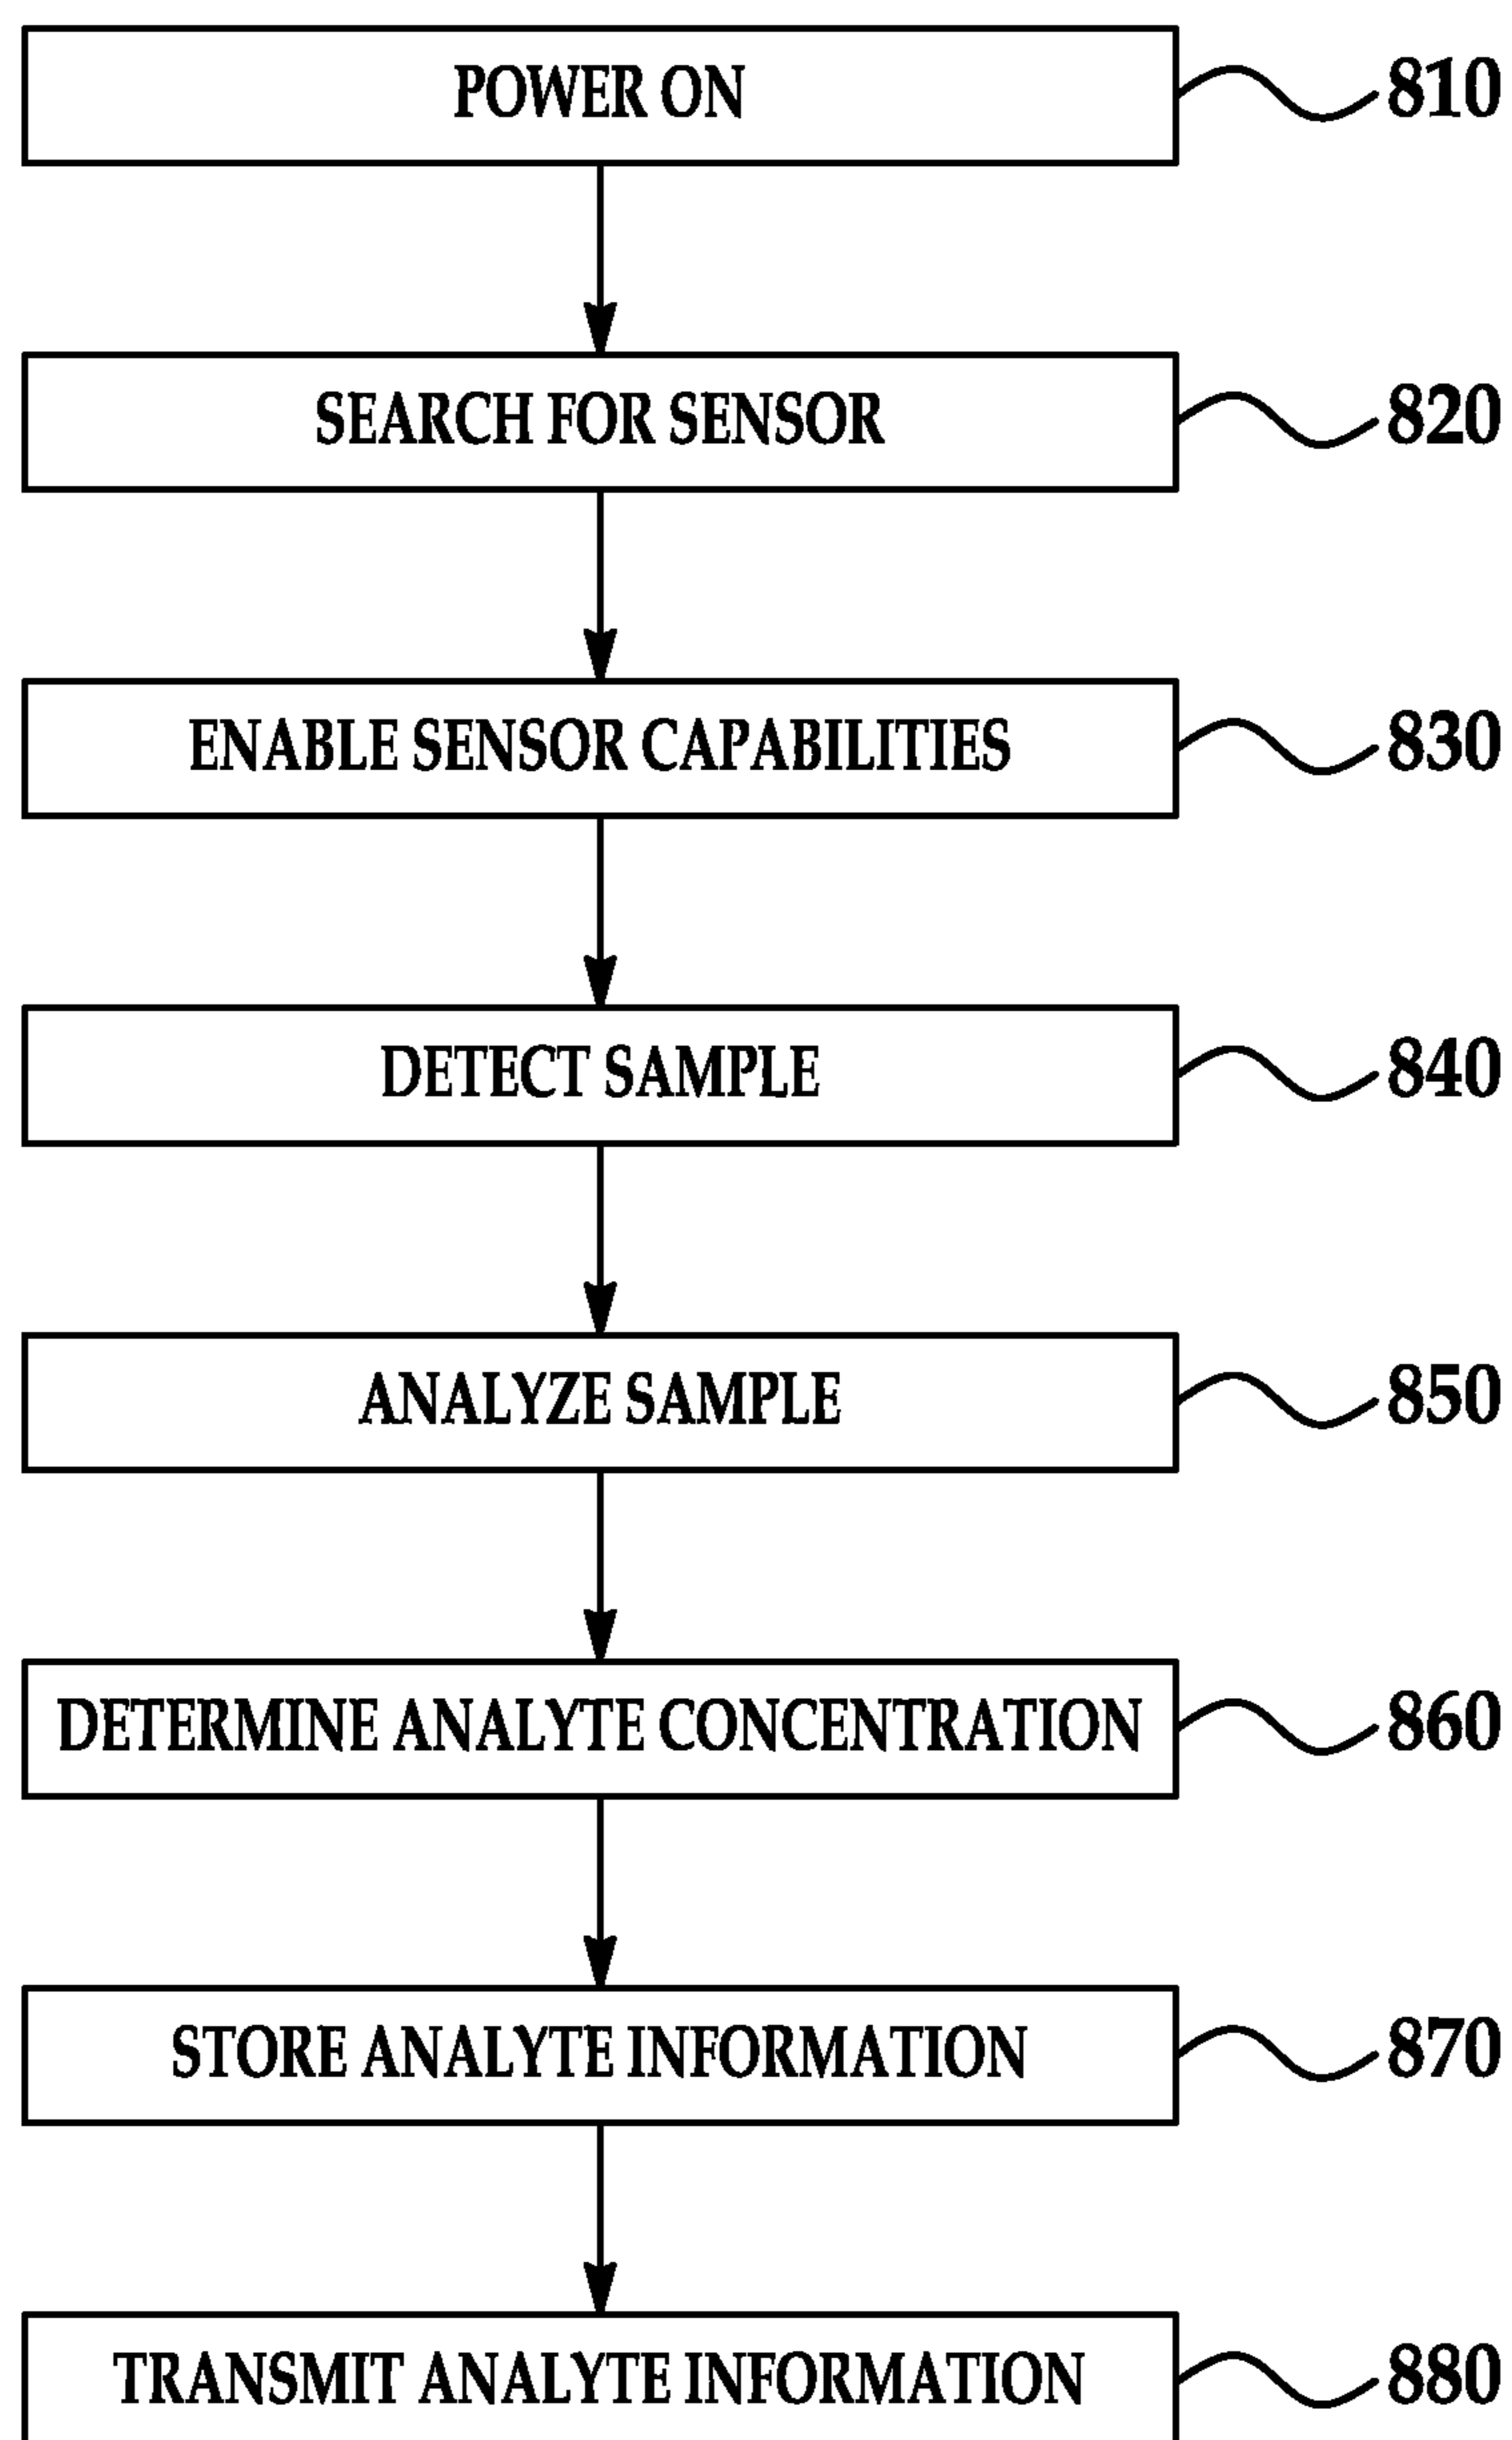 POWER ON 810
SEARCH FOR SENSOR 820
ENABLE SENSOR CAPABILITIES 830
DETECT SAMPLE 840
ANALYZE SAMPLE 850
DETERMINE ANALYTE CONCENTRATION 860
STORE ANALYTE INFORMATION 870
TRANSMIT ANALYTE INFORMATION 880